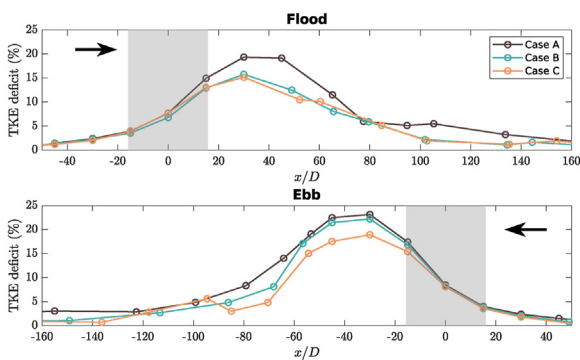 Flood
25
20
15
10
5
0
TKE deficit (%)
Case A
Case B
Case C
-40 -20 0 20 40 60 80 100 120 140 160
x/D
Ebb
25
20
15
10
5
0
TKE deficit (%)
-160 -140 -120 -100 -80 -60 -40 -20 0 20 40
x/D